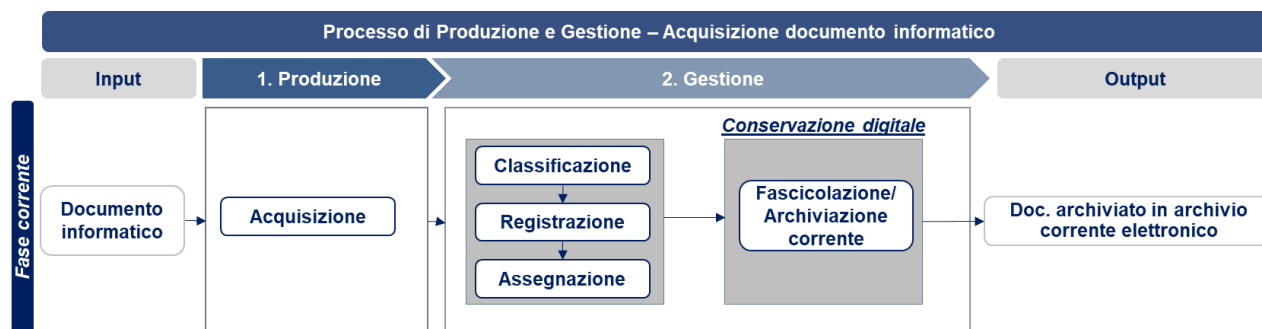 Processo di Produzione e Gestione – Acquisizione documento informatico
Input
1. Produzione
2. Gestione
Output
Fase corrente
Documento
informatico
Acquisizione
Classificazione
Registrazione
Assegnazione
Conservazione digitale
Fascicolazione/
Archiviazione
corrente
Doc. archiviato in archivio
corrente elettronico